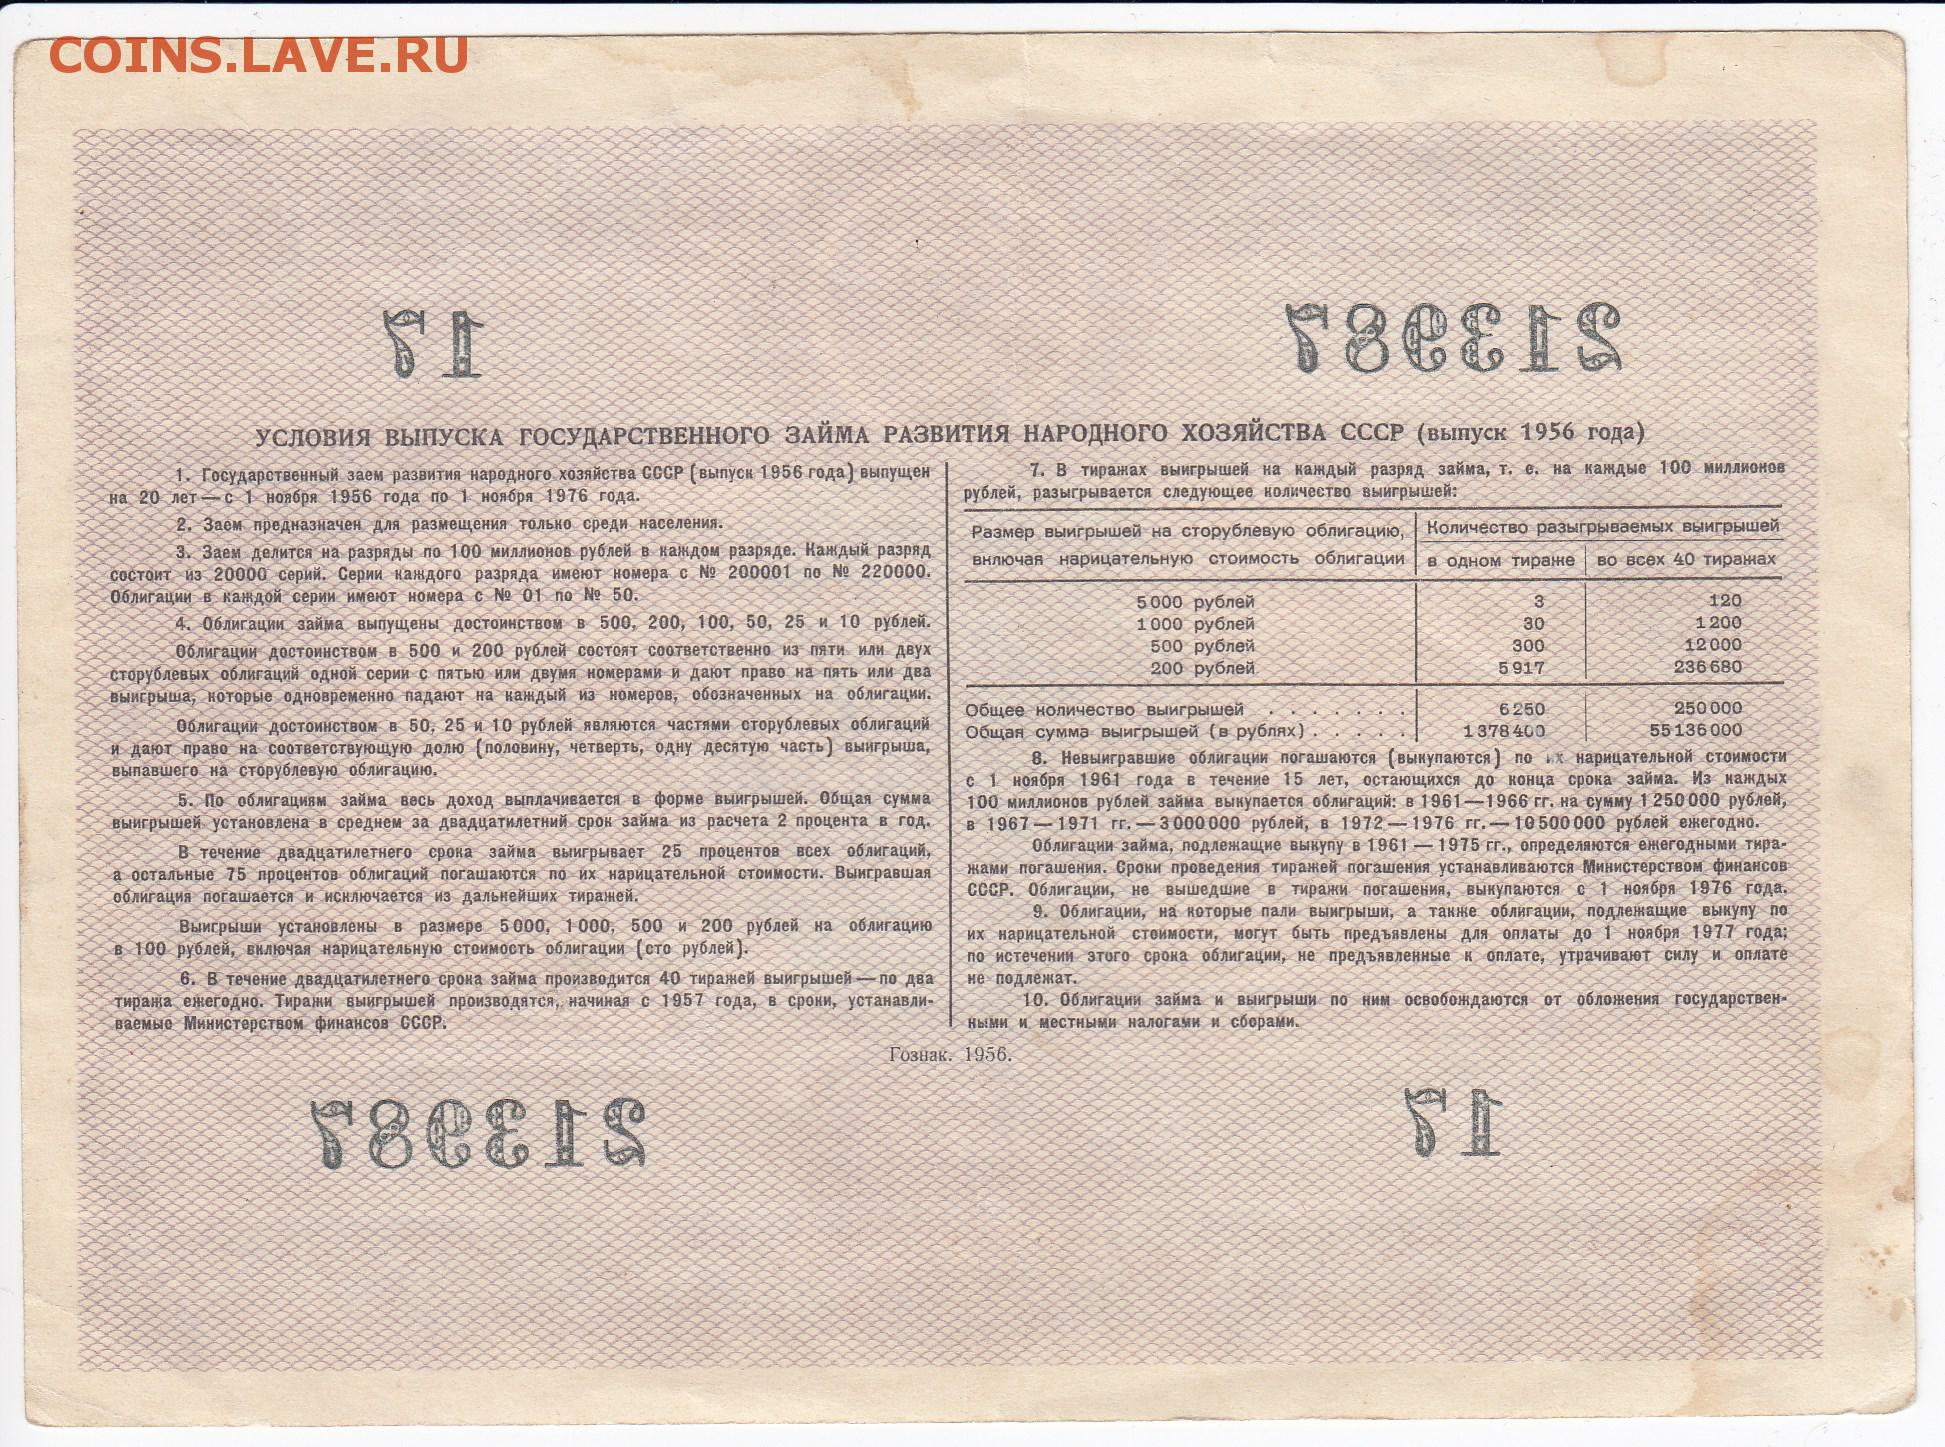 COINS.LAVE.RU
17 213987
УСЛОВИЯ ВЫПУСКА ГОСУДАРСТВЕННОГО ЗАЙМА РАЗВИТИЯ НАРОДНОГО ХОЗЯЙСТВА СССР (выпуск 1956 года)
1. Государственный заем развития народного хозяйства СССР (выпуск 1956 года) выпущен
на 20 лет — с 1 ноября 1956 года по 1 ноября 1976 года.
2. Заем предназначен для размещения только среди населения.
3. Заем делится на разряды по 100 миллионов рублей в каждом разряде. Каждый разряд
состоит из 20000 серий. Серии каждого разряда имеют номера с № 200001 по № 220000.
Облигации в каждой серии имеют номера с № 01 по № 50.
4. Облигации займа выпущены достоинством в 500, 200, 100, 50, 25 и 10 рублей.
Облигации достоинством в 500 и 200 рублей состоят соответственно из пяти или двух
сторублевых облигаций одной серии с пятью или двумя номерами и дают право на пять или два
выигрыша, которые одновременно падают на каждый из номеров, обозначенных на облигации.
Облигации достоинством в 50, 25 и 10 рублей являются частями сторублевых облигаций
и дают право на соответствующую долю (половину, четверть, одну десятую часть) выигрыша,
выпавшего на сторублевую облигацию.
5. По облигациям займа весь доход выплачивается в форме выигрышей. Общая сумма
выигрышей установлена в среднем за двадцатилетний срок займа из расчета 2 процента в год.
В течение двадцатилетнего срока займа выигрывает 25 процентов всех облигаций,
а остальные 75 процентов облигаций погашаются по их нарицательной стоимости. Выигравшая
облигация погашается и исключается из дальнейших тиражей.
Выигрыши установлены в размере 5000, 1000, 500 и 200 рублей на облигацию
в 100 рублей, включая нарицательную стоимость облигации (сто рублей).
6. В течение двадцатилетнего срока займа производится 40 тиражей выигрышей — по два
тиража ежегодно. Тиражи выигрышей производятся, начиная с 1957 года, в сроки, устанавли-
ваемые Министерством финансов СССР.
7. В тиражах выигрышей на каждый разряд займа, т. е. на каждые 100 миллионов
рублей, разыгрывается следующее количество выигрышей:
Размер выигрышей на сторублевую облигацию, Количество разыгрываемых выигрышей
включая нарицательную стоимость облигации в одном тираже во всех 40 тиражах
5000 рублей 3 120
1000 рублей 30 1200
500 рублей 300 12000
200 рублей 5917 236680
Общее количество выигрышей . . . . . . . 6250 250000
Общая сумма выигрышей (в рублях) . . . . . 1378400 55136000
8. Невыигравшие облигации погашаются (выкупаются) по их нарицательной стоимости
с 1 ноября 1961 года в течение 15 лет, остающихся до конца срока займа. Из каждых
100 миллионов рублей займа выкупается облигаций: в 1961—1966 гг. на сумму 1250000 рублей,
в 1967—1971 гг.—3000000 рублей, в 1972—1976 гг.—10500000 рублей ежегодно.
Облигации займа, подлежащие выкупу в 1961—1975 гг., определяются ежегодными тира-
жами погашения. Сроки проведения тиражей погашения устанавливаются Министерством финансов
СССР. Облигации, не вышедшие в тиражи погашения, выкупаются с 1 ноября 1976 года.
9. Облигации, на которые пали выигрыши, а также облигации, подлежащие выкупу по
их нарицательной стоимости, могут быть предъявлены для оплаты до 1 ноября 1977 года;
по истечении этого срока облигации, не предъявленные к оплате, утрачивают силу и оплате
не подлежат.
10. Облигации займа и выигрыши по ним освобождаются от обложения государствен-
ными и местными налогами и сборами.
Гознак. 1956.
213987 17